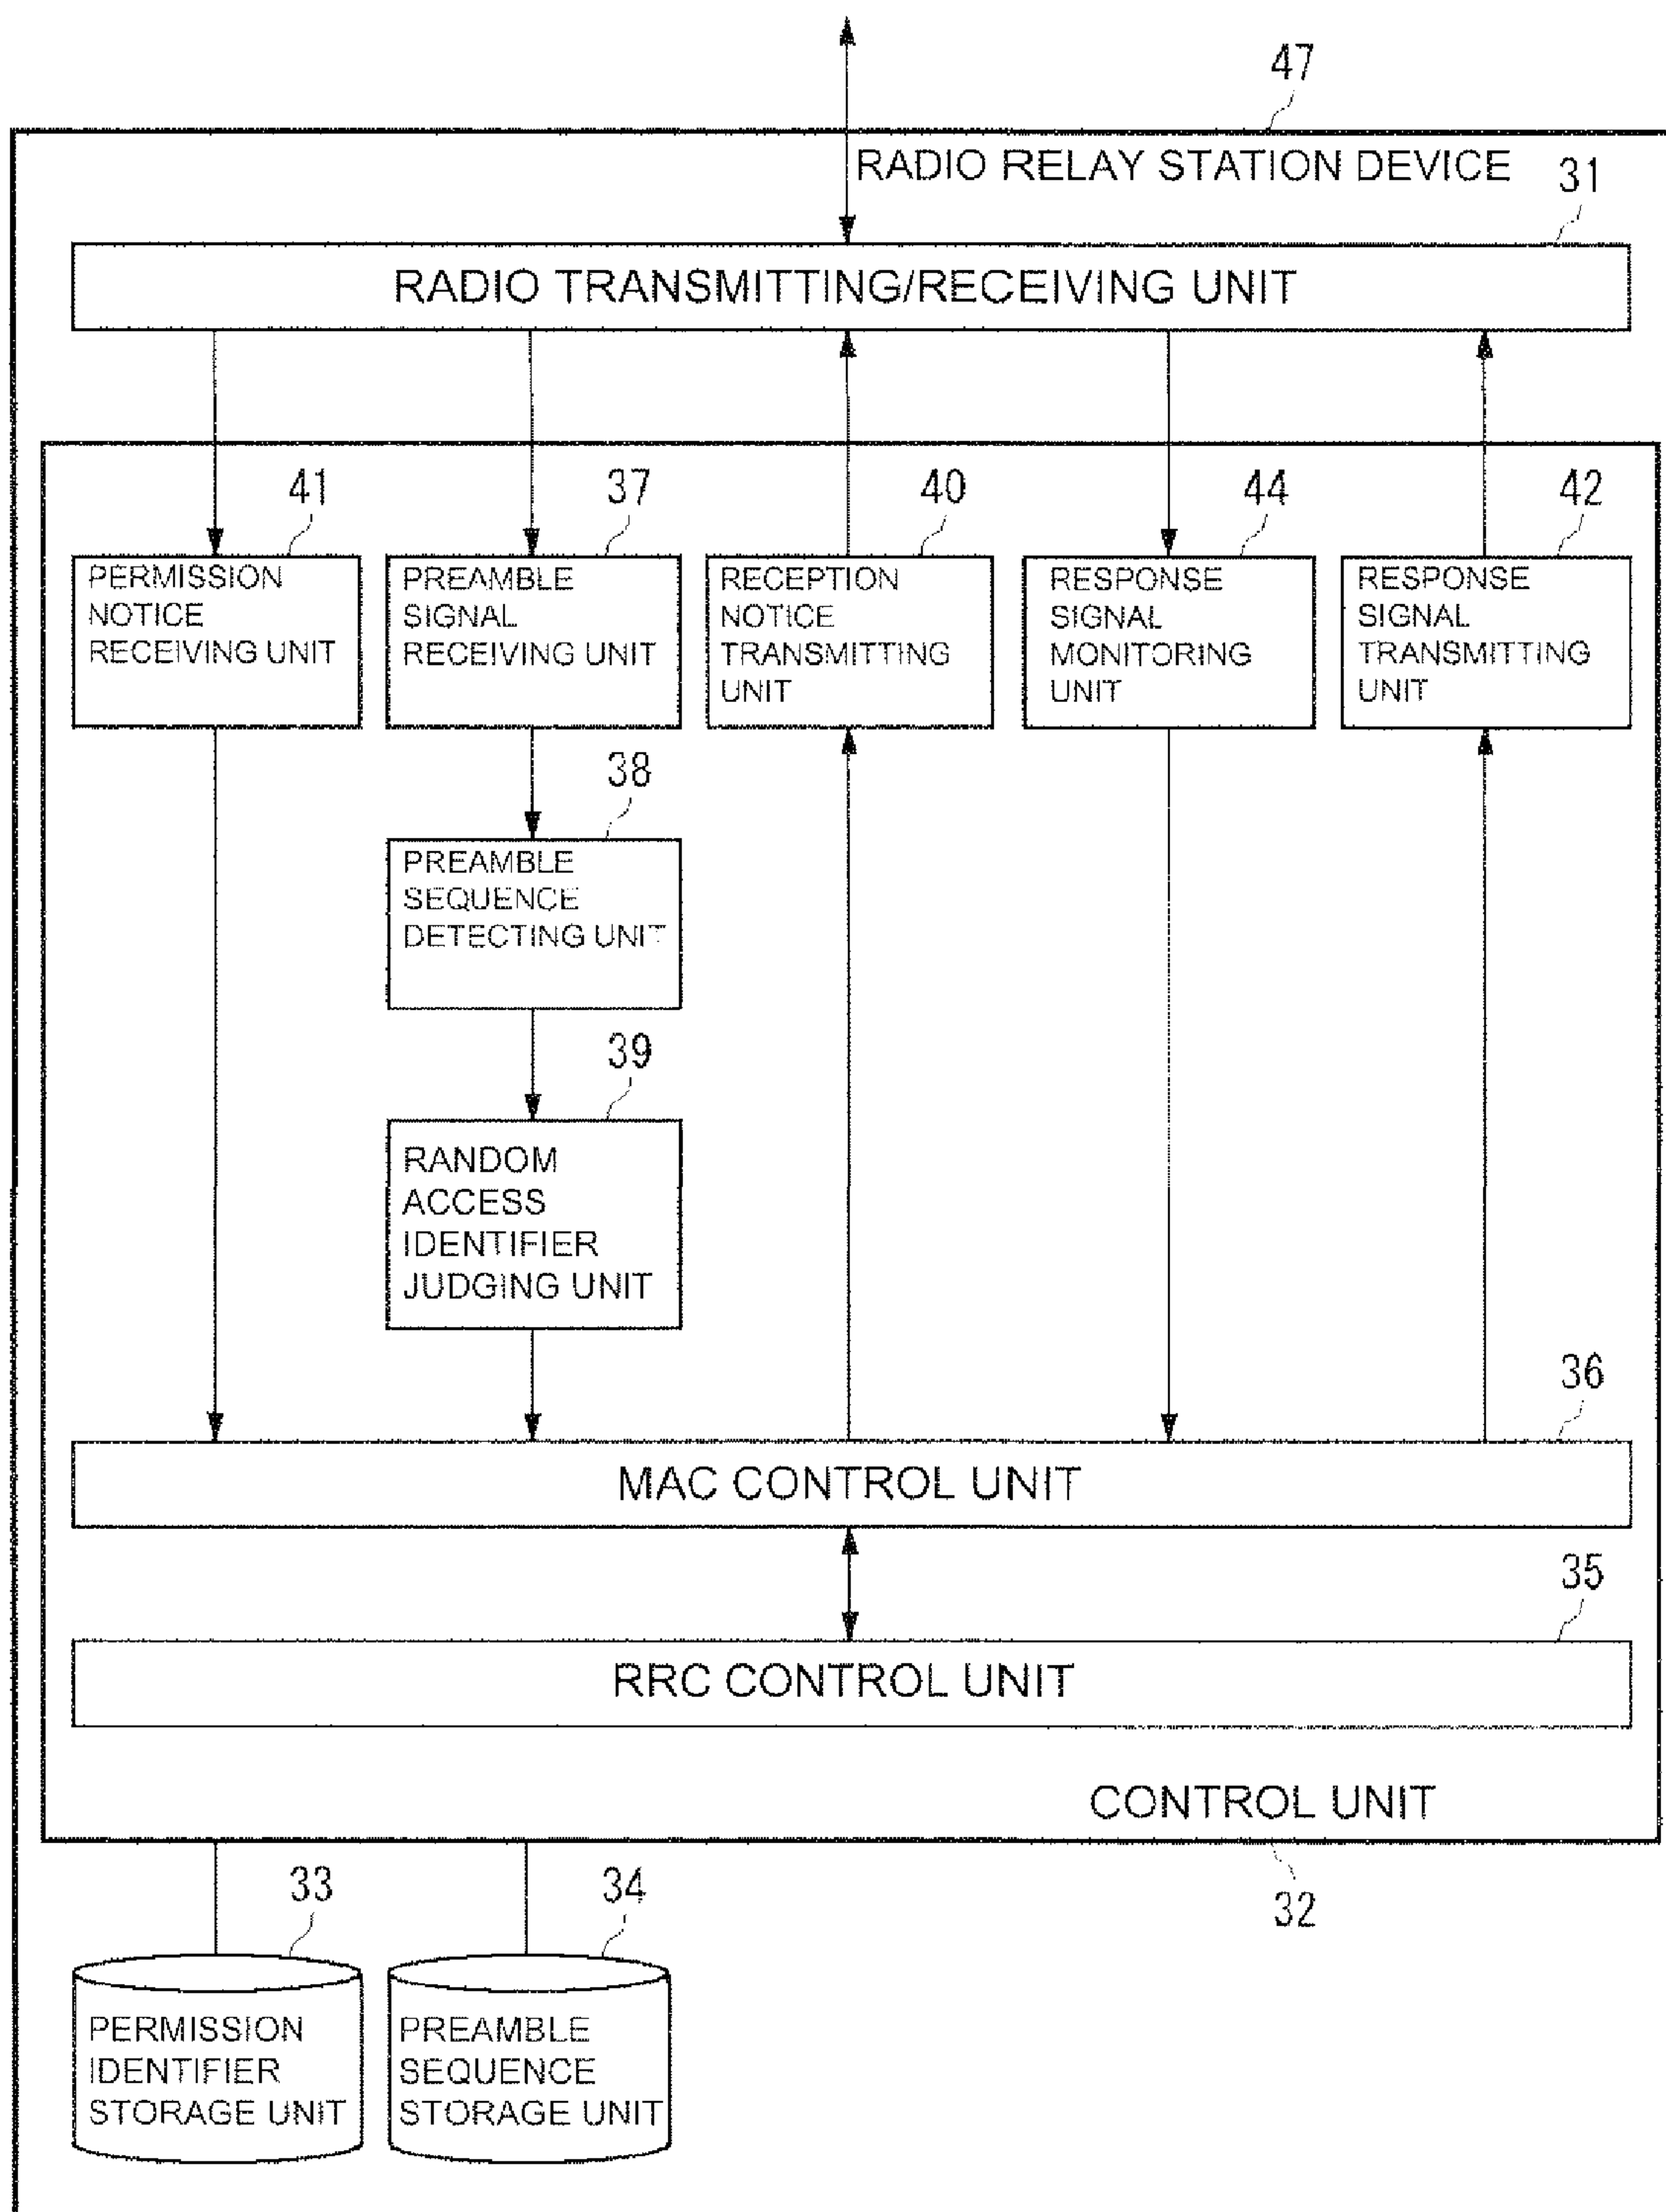 47
RADIO RELAY STATION DEVICE
31
RADIO TRANSMITTING/RECEIVING UNIT
41
PERMISSION
NOTICE
RECEIVING UNIT
37
PREAMBLE
SIGNAL
RECEIVING UNIT
40
RECEPTION
NOTICE
TRANSMITTING
UNIT
44
RESPONSE
SIGNAL
MONITORING
UNIT
42
RESPONSE
SIGNAL
TRANSMITTING
UNIT
38
PREAMBLE
SEQUENCE
DETECTING UNIT
39
RANDOM
ACCESS
IDENTIFIER
JUDGING UNIT
36
MAC CONTROL UNIT
35
RRC CONTROL UNIT
CONTROL UNIT
32
33
PERMISSION
IDENTIFIER
STORAGE UNIT
34
PREAMBLE
SEQUENCE
STORAGE UNIT